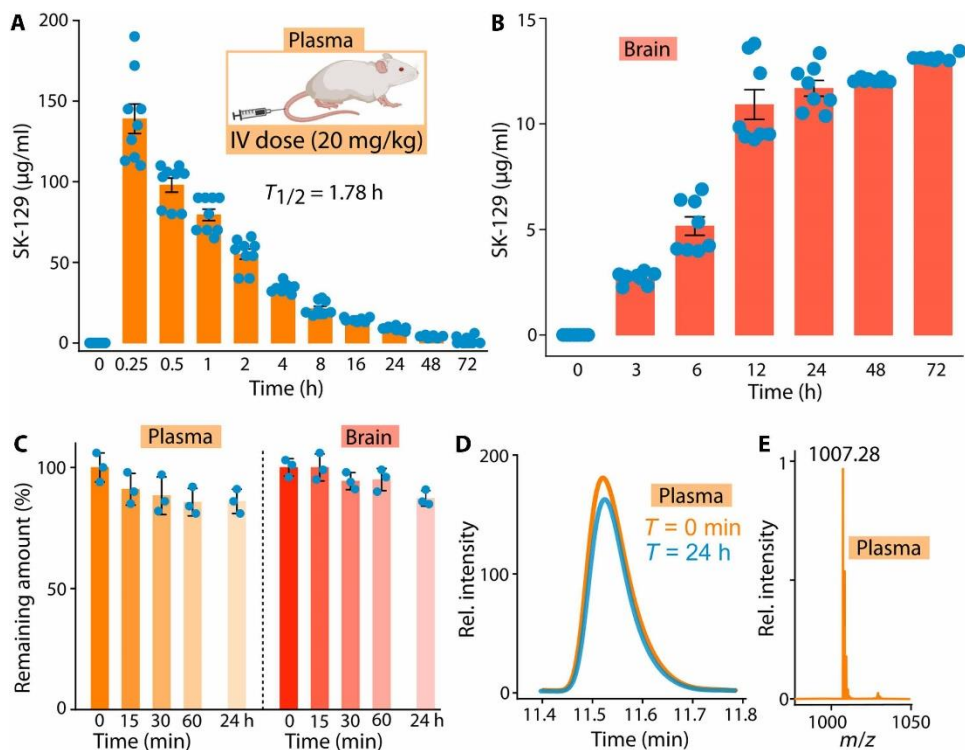 A
Plasma
IV dose (20 mg/kg)
T1/2 = 1.78 h
SK-129 (µg/ml)
200
150
100
50
0
0 0.25 0.5 1 2 4 8 16 24 48 72
Time (h)
B
Brain
SK-129 (µg/ml)
15
10
5
0
0 3 6 12 24 48 72
Time (h)
C
Plasma
Brain
Remaining amount (%)
100
50
0
0 15 30 60 24 h
0 15 30 60 24 h
Time (min)
Time (min)
D
Plasma
T = 0 min
T = 24 h
Rel. intensity
200
100
0
11.4 11.5 11.6 11.7 11.8
Time (min)
E
1007.28
Plasma
Rel. intensity
1
0
1000 1050
m/z